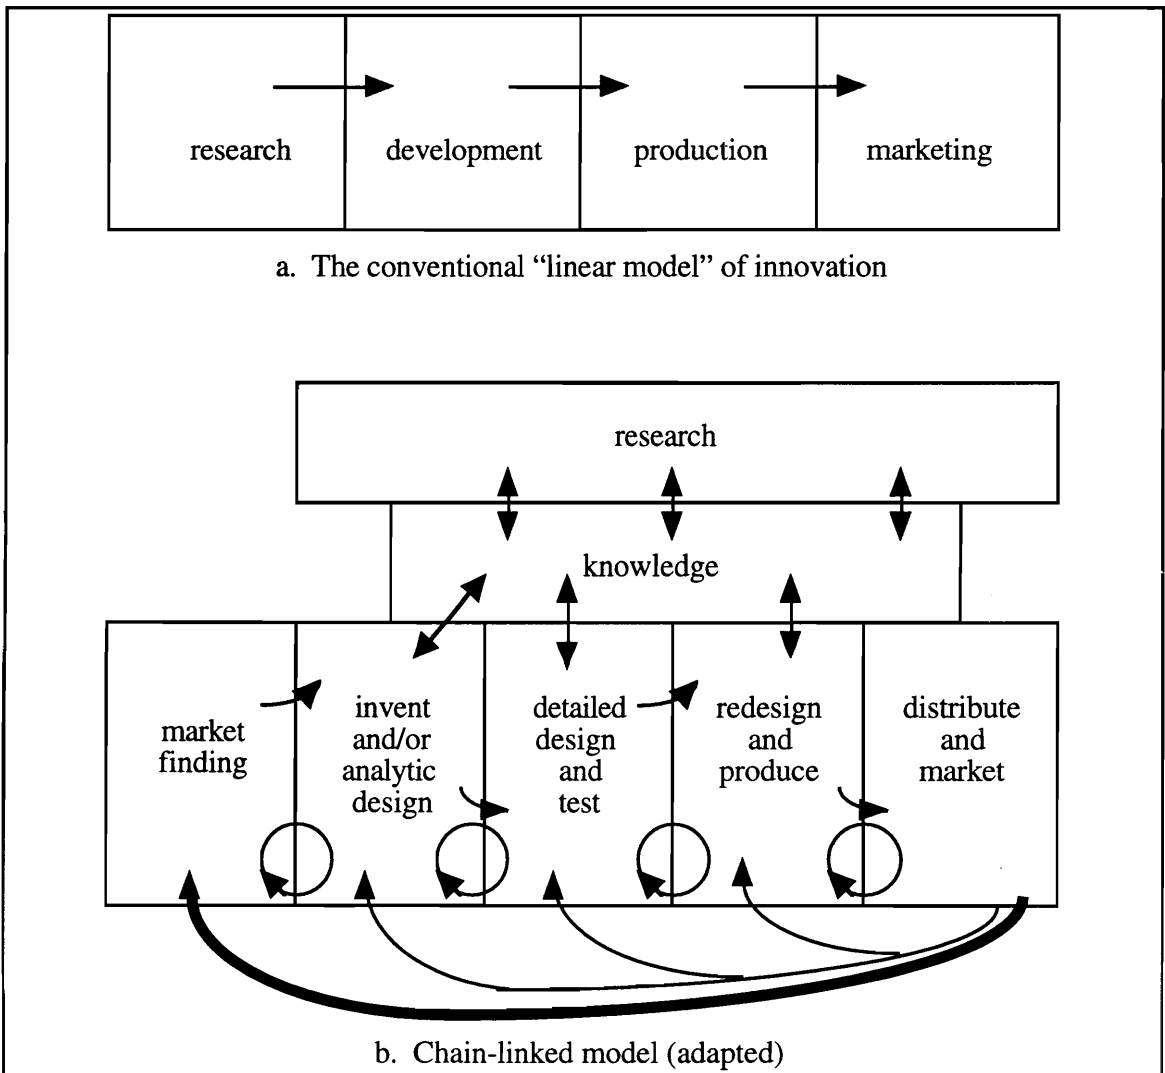 research
development
production
marketing
a. The conventional “linear model” of innovation
research
knowledge
market
finding
invent
and/or
analytic
design
detailed
design
and
test
redesign
and
produce
distribute
and
market
b. Chain-linked model (adapted)